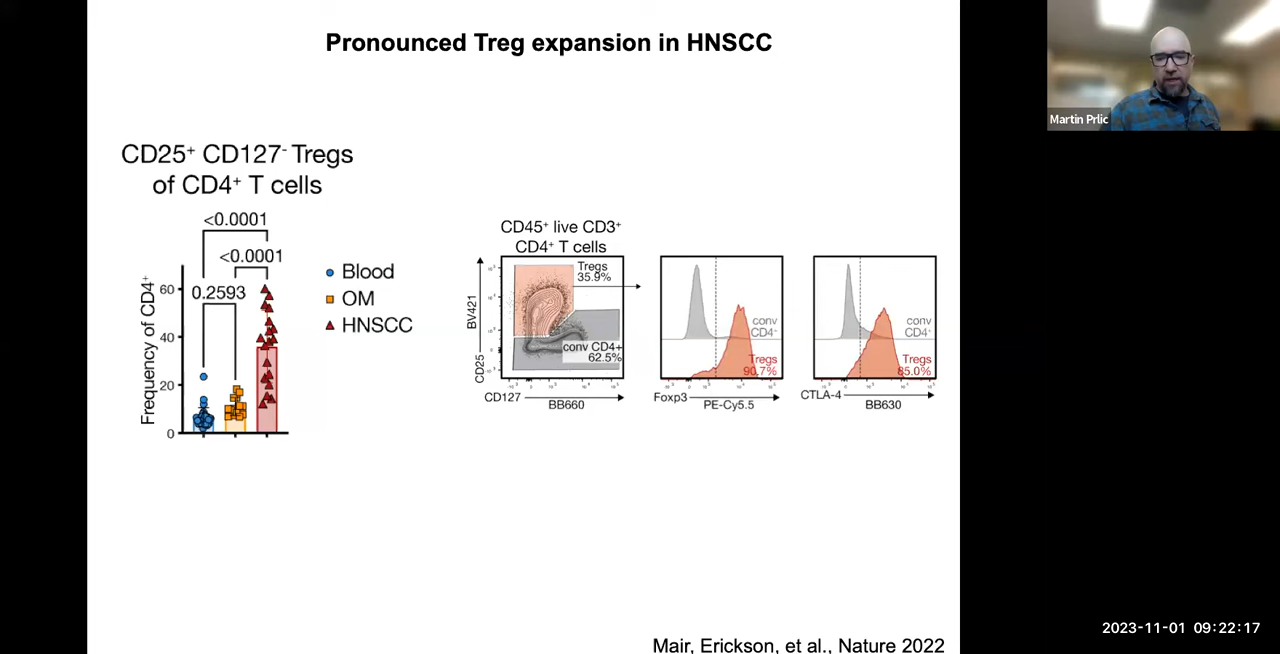 Pronounced Treg expansion in HNSCC
Martin Prlic
CD25⁺ CD127⁻ Tregs
of CD4⁺ T cells
<0.0001
<0.0001
0.2593
Frequency of CD4⁺
60
40
20
0
Blood
OM
HNSCC
CD45⁺ live CD3⁺
CD4⁺ T cells
Tregs
35.9%
conv CD4+
62.5%
CD25
BV421
CD127
BB660
conv
CD4⁺
Tregs
90.7%
Foxp3
PE-Cy5.5
conv
CD4⁺
Tregs
85.0%
CTLA-4
BB630
Mair, Erickson, et al., Nature 2022
2023-11-01 09:22:17